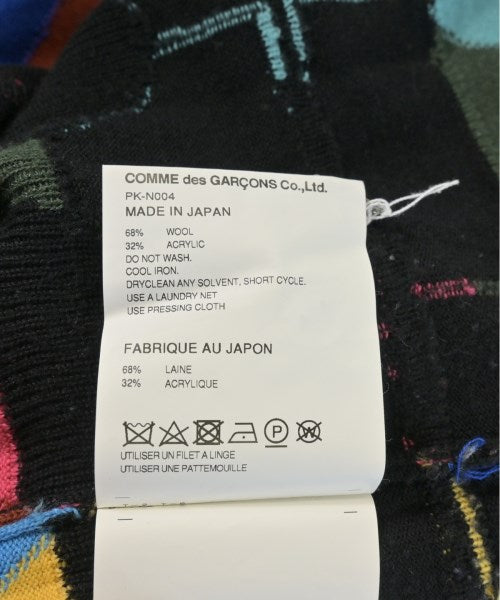 COMME des GARÇONS Co.,Ltd.
PK-N004
MADE IN JAPAN
68% WOOL
32% ACRYLIC
DO NOT WASH.
COOL IRON.
DRYCLEAN ANY SOLVENT, SHORT CYCLE.
USE A LAUNDRY NET
USE PRESSING CLOTH
FABRIQUE AU JAPON
68% LAINE
32% ACRYLIQUE
P W
UTILISER UN FILET A LINGE
UTILISER UNE PATTEMOUILLE